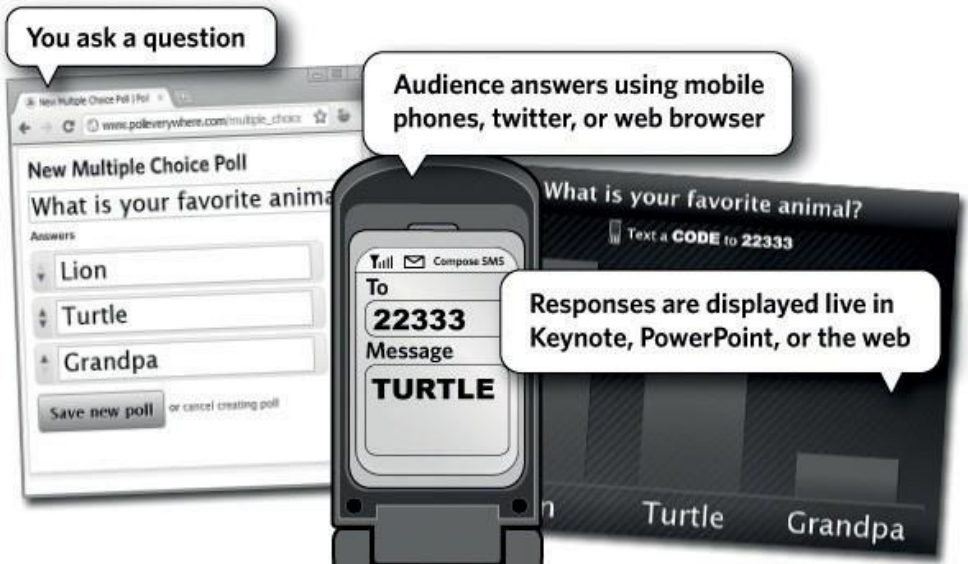 You ask a question
New Multiple Choice Poll | Pol
www.polleverywhere.com/multiple_choice
New Multiple Choice Poll
What is your favorite anima
Answers
Lion
Turtle
Grandpa
Save new poll
or cancel creating poll
Audience answers using mobile
phones, twitter, or web browser
Compose SMS
To
22333
Message
TURTLE
What is your favorite animal?
Text a CODE to 22333
Responses are displayed live in
Keynote, PowerPoint, or the web
n
Turtle
Grandpa